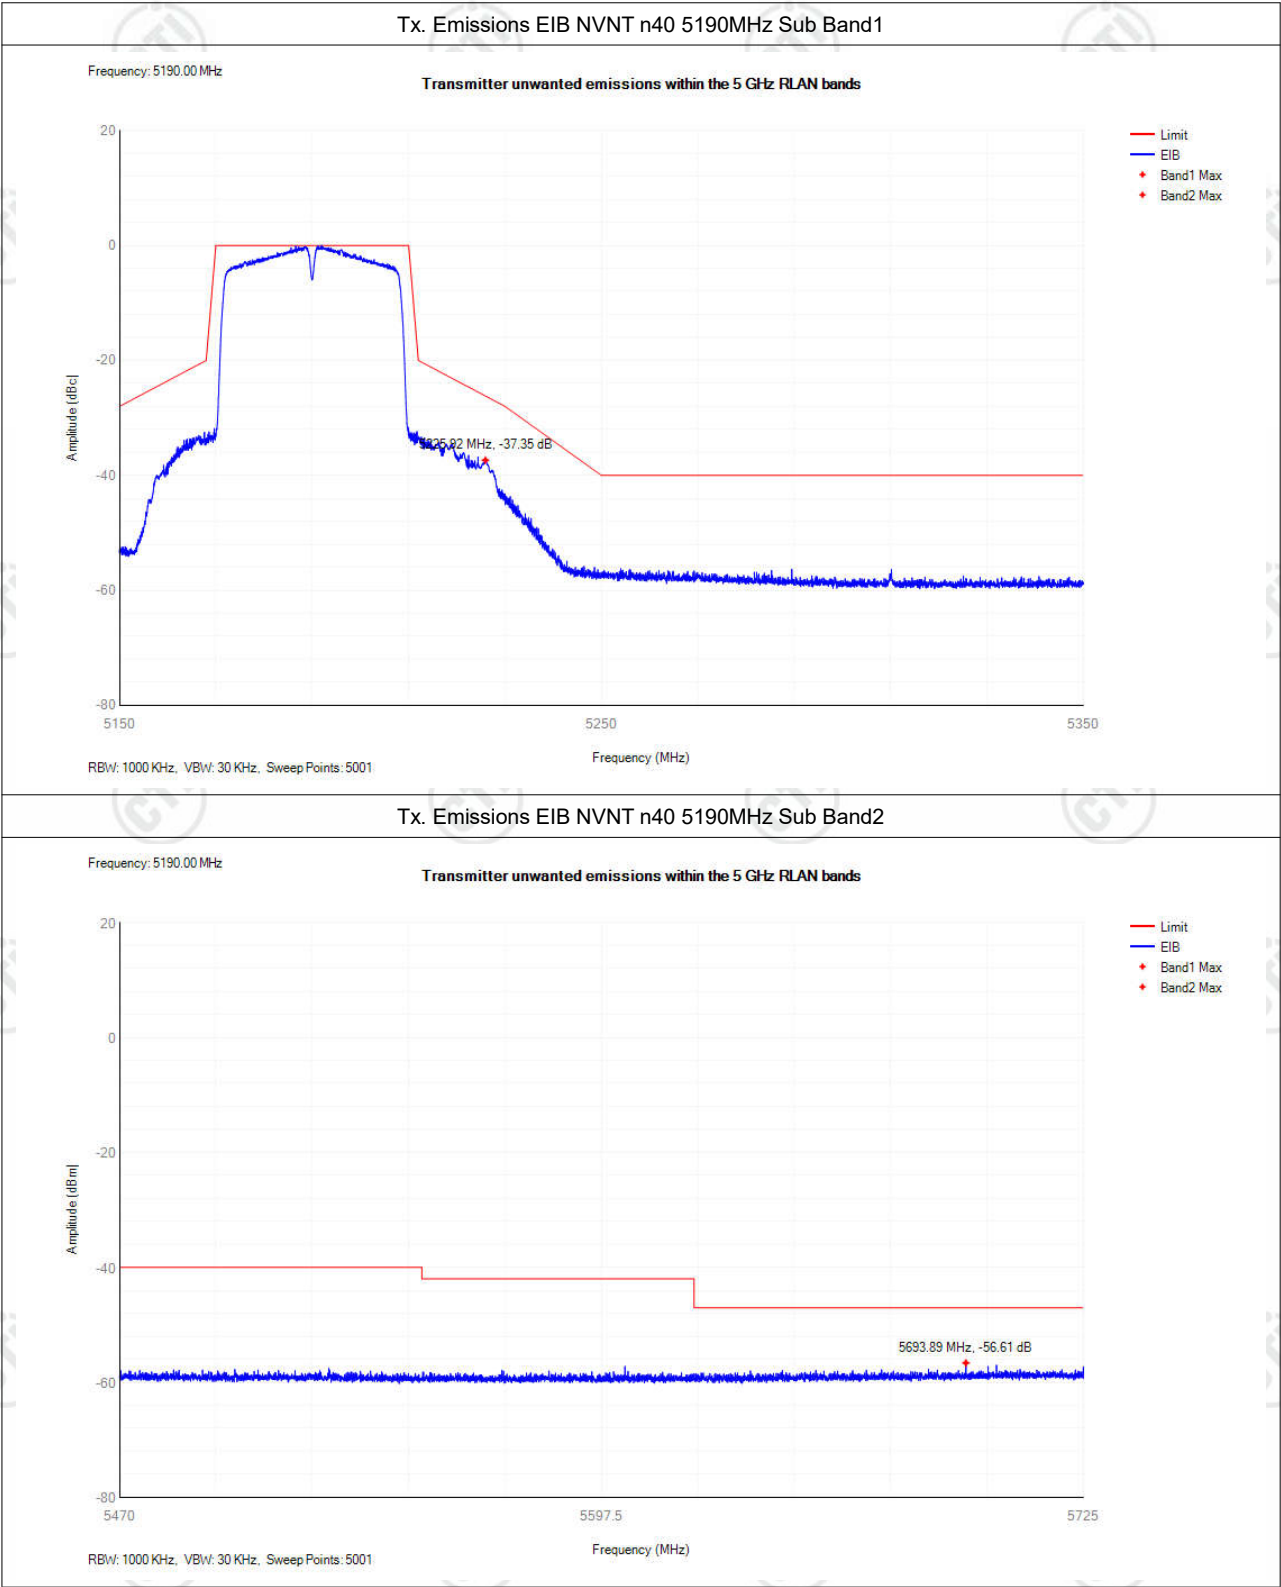 Tx. Emissions EIB NVNT n40 5190MHz Sub Band1
Frequency: 5190.00 MHz
Transmitter unwanted emissions within the 5 GHz RLAN bands
Limit
EIB
Band1 Max
Band2 Max
20
0
-20
-40
-60
-80
Amplitude [dBc]
MHz, -37.35 dB
5150
5250
5350
Frequency (MHz)
RBW: 1000 KHz, VBW: 30 KHz, Sweep Points: 5001
Tx. Emissions EIB NVNT n40 5190MHz Sub Band2
Frequency: 5190.00 MHz
Transmitter unwanted emissions within the 5 GHz RLAN bands
Limit
EIB
Band1 Max
Band2 Max
20
0
-20
-40
-60
-80
Amplitude [dBm]
5693.89 MHz, -56.61 dB
5470
5597.5
5725
Frequency (MHz)
RBW: 1000 KHz, VBW: 30 KHz, Sweep Points: 5001